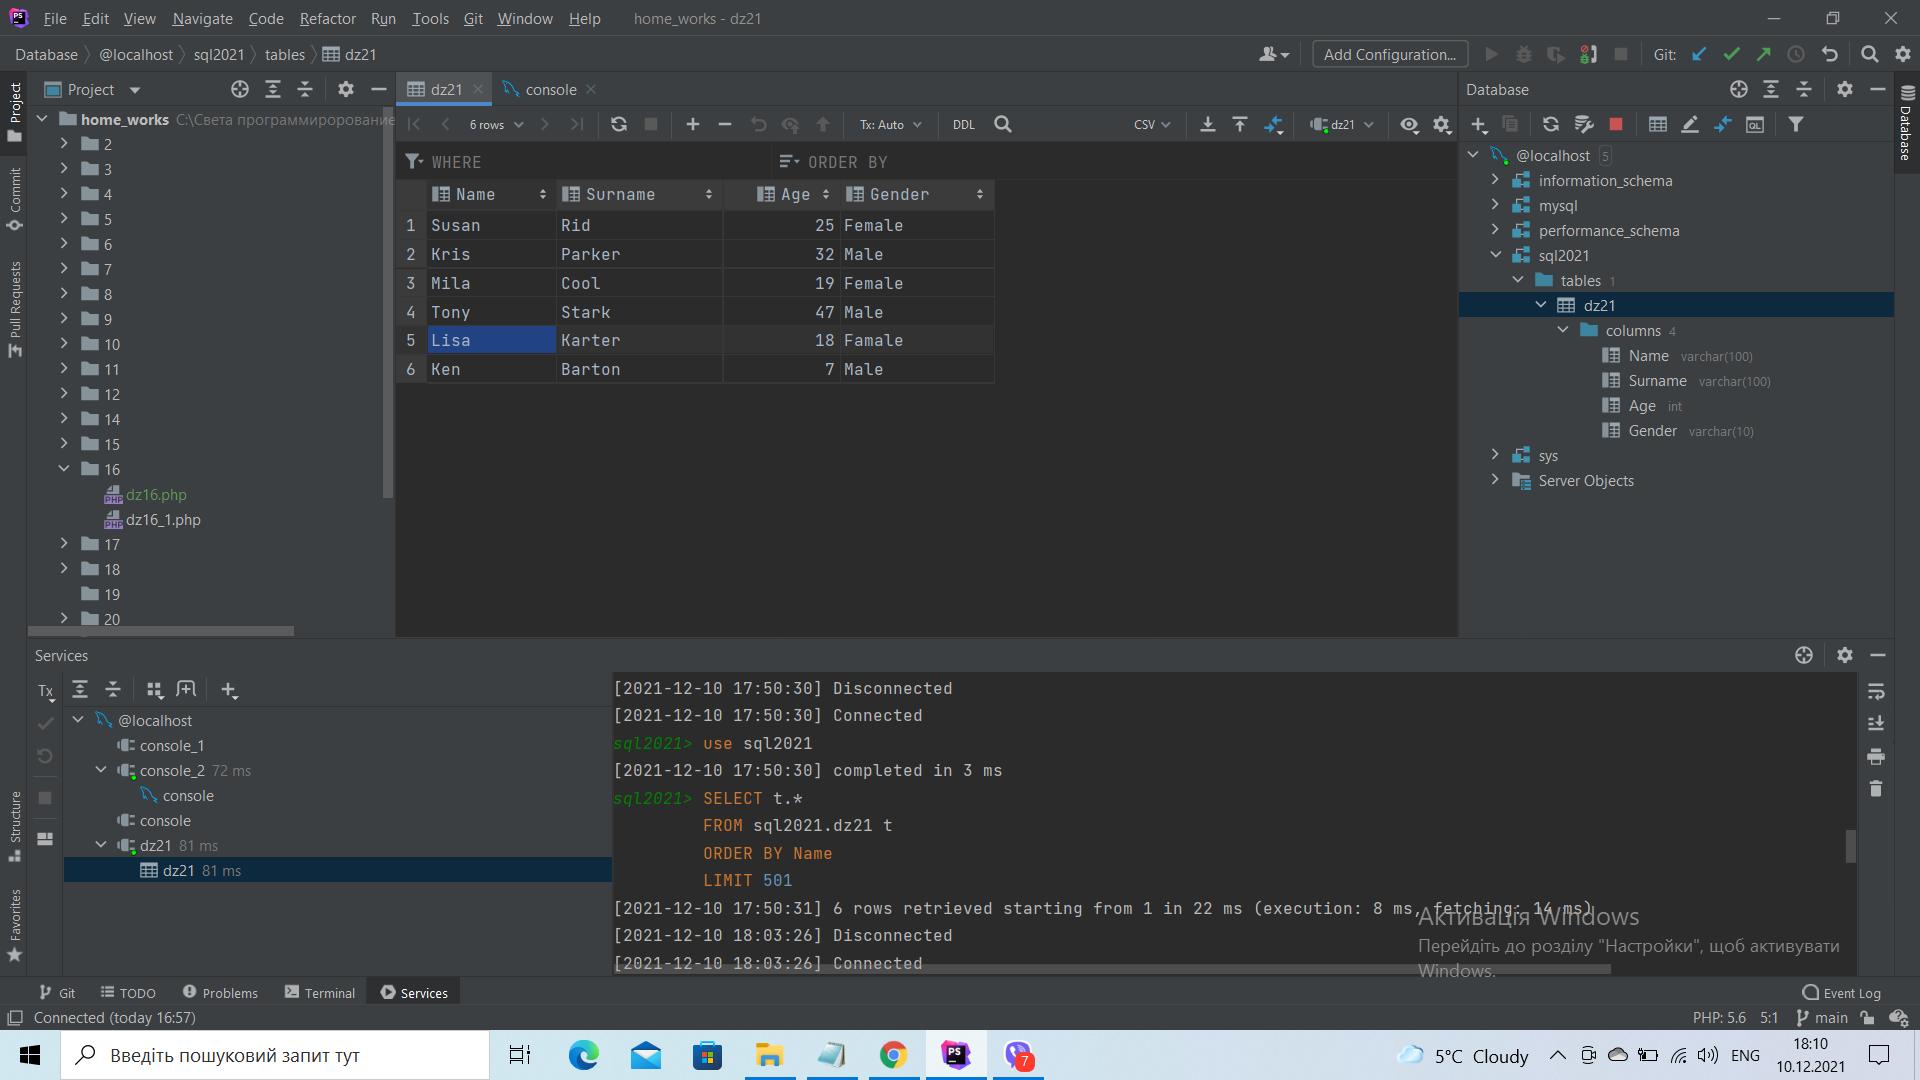 File Edit View Navigate Code Refactor Run Tools Git Window Help home_works - dz21
Database @localhost sql2021 tables dz21
Add Configuration...
Git:
Project
dz21
console
Database
6 rows
Tx: Auto
DDL
CSV
dz21
WHERE
ORDER BY
Name Surname Age Gender
1 Susan Rid 25 Female
2 Kris Parker 32 Male
3 Mila Cool 19 Female
4 Tony Stark 47 Male
5 Lisa Karter 18 Famale
6 Ken Barton 7 Male
Project
Commit
Pull Requests
Structure
Favorites
home_works C:\Света программиророование
2
3
4
5
6
7
8
9
10
11
12
14
15
16
dz16.php
dz16_1.php
17
18
19
20
@localhost 5
information_schema
mysql
performance_schema
sql2021
tables 1
dz21
columns 4
Name varchar(100)
Surname varchar(100)
Age int
Gender varchar(10)
sys
Server Objects
Database
Services
Tx
@localhost
console_1
console_2 72 ms
console
console
dz21 81 ms
dz21 81 ms
[2021-12-10 17:50:30] Disconnected
[2021-12-10 17:50:30] Connected
sql2021> use sql2021
[2021-12-10 17:50:30] completed in 3 ms
sql2021> SELECT t.*
FROM sql2021.dz21 t
ORDER BY Name
LIMIT 501
[2021-12-10 17:50:31] 6 rows retrieved starting from 1 in 22 ms (execution: 8 ms, fetching: 14 ms)
[2021-12-10 18:03:26] Disconnected
[2021-12-10 18:03:26] Connected
Активація Windows
Перейдіть до розділу "Настройки", щоб активувати
Windows.
Git TODO Problems Terminal Services Event Log
Connected (today 16:57)
PHP: 5.6 5:1 main
Введіть пошуковий запит тут
PS
7
5°C Cloudy
ENG
18:10
10.12.2021